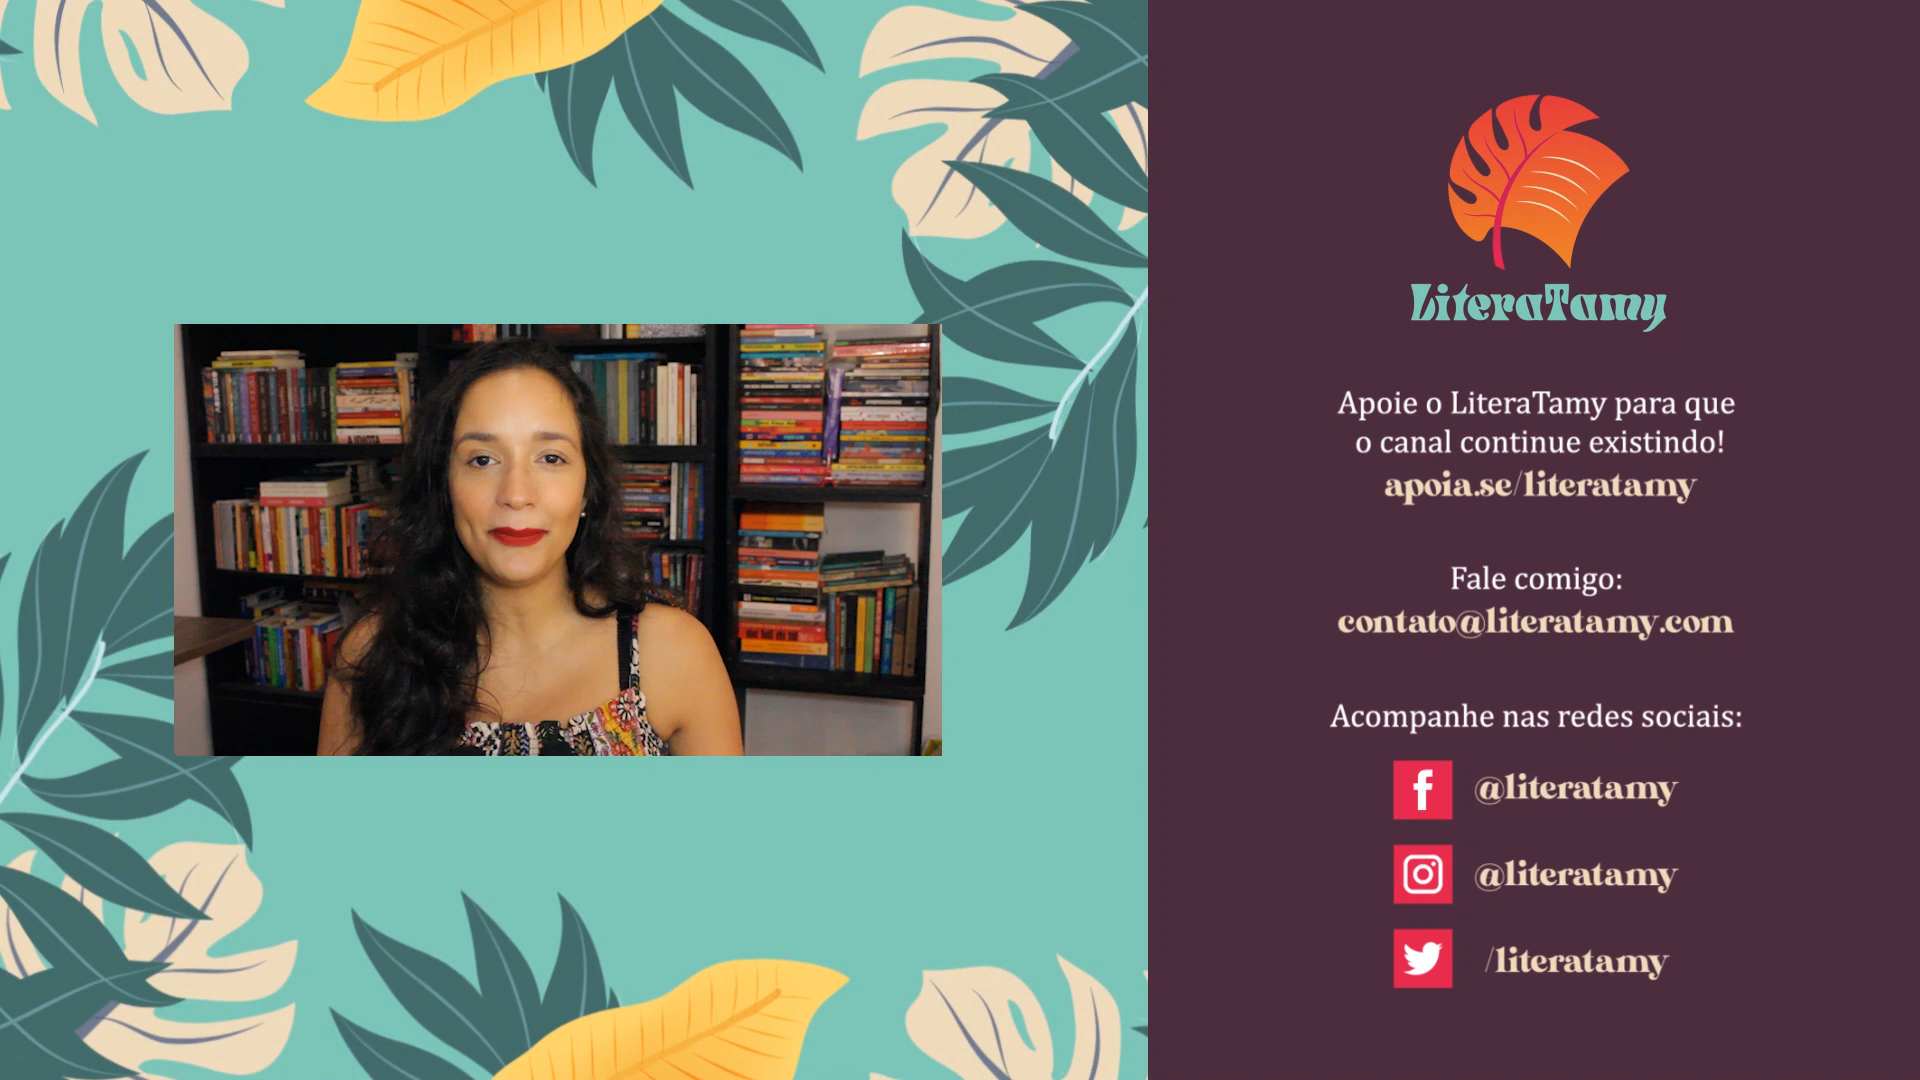 LiteraTamy
Apoie o LiteraTamy para que
o canal continue existindo!
apoia.se/literatamy
Fale comigo:
contato@literatamy.com
Acompanhe nas redes sociais:
@literatamy
@literatamy
/literatamy